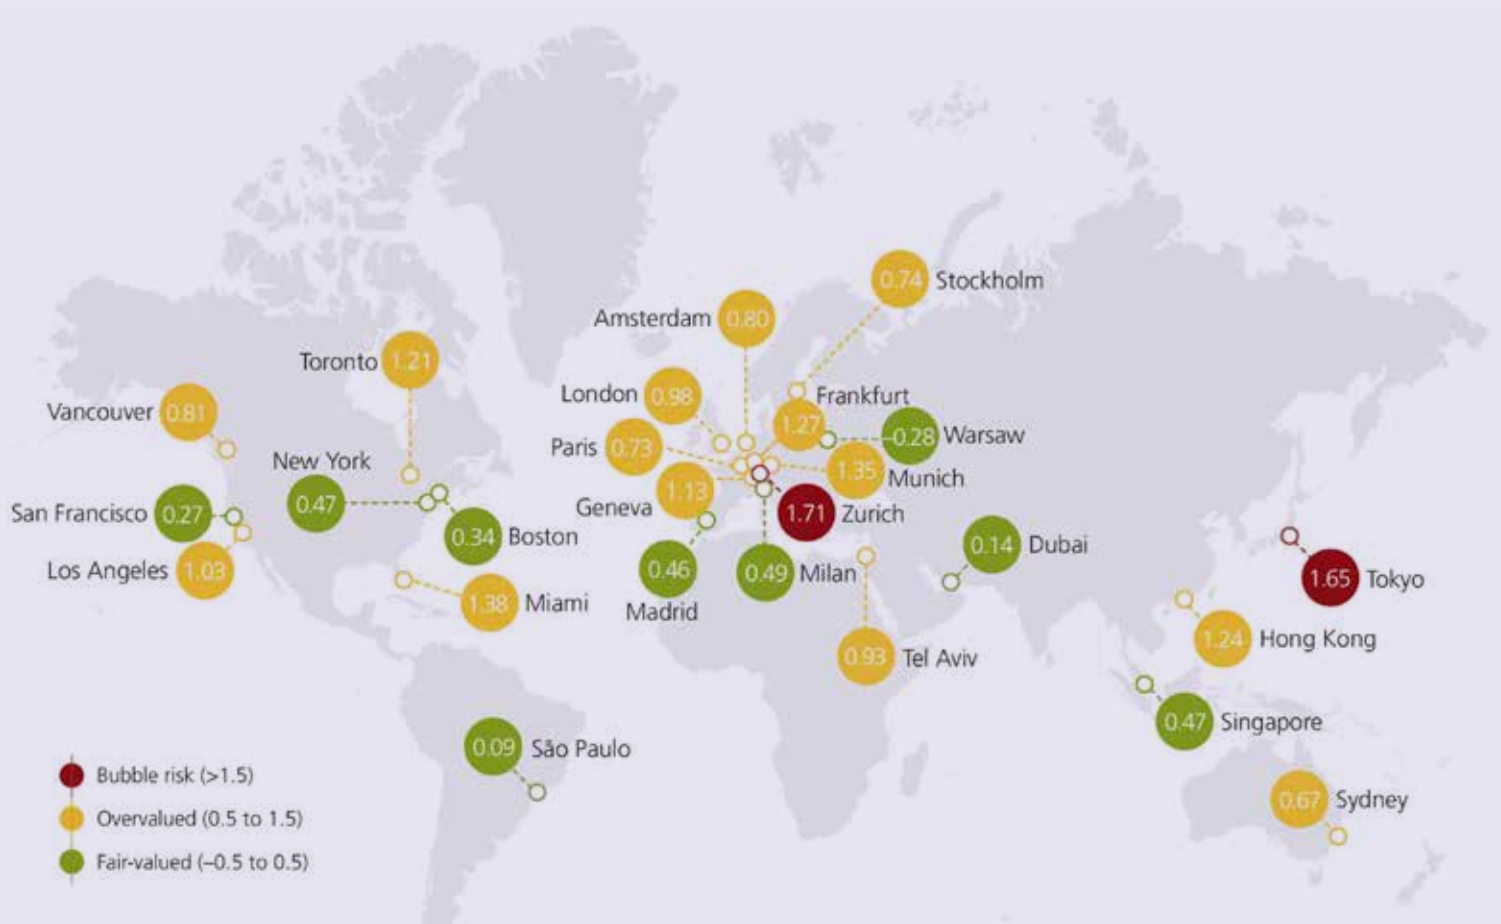 0.74 Stockholm
Amsterdam 0.80
Toronto 1.21
London 0.98
Frankfurt
1.27
Vancouver 0.81
–0.28 Warsaw
Paris 0.73
New York
0.47
1.35
Munich
1.13
Geneva
San Francisco 0.27
1.71 Zurich
0.34 Boston
0.14 Dubai
Los Angeles 1.03
0.46
Madrid
0.49 Milan
1.65 Tokyo
1.38 Miami
1.24 Hong Kong
0.93 Tel Aviv
0.47 Singapore
0.09 São Paulo
Bubble risk (>1.5)
0.67 Sydney
Overvalued (0.5 to 1.5)
Fair-valued (–0.5 to 0.5)